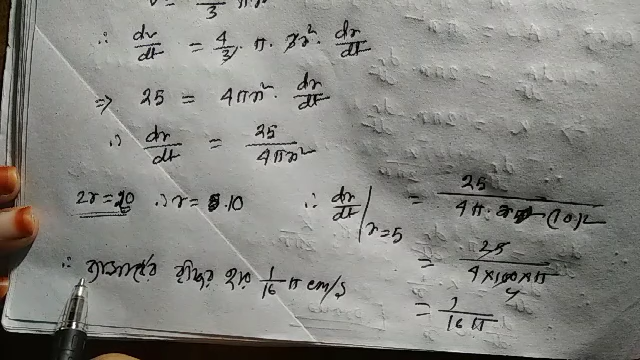 ∴ dv/dt = 4/3 · π · 3r² · dr/dt
⇒ 25 = 4πr² · dr/dt
∴ dr/dt = 25/4πr²
2r = 20 ∴ r = 10 ∴ dr/dt|r=5 = 25/4π · (10)²
= 25/4×100×π
4
= 1/16π
∴ হার 1/16 π cm/s